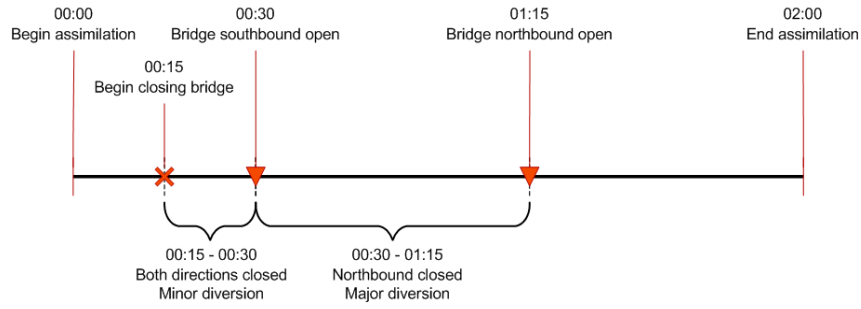 00:00
Begin assimilation
00:30
Bridge southbound open
01:15
Bridge northbound open
02:00
End assimilation
00:15
Begin closing bridge
00:15 - 00:30
Both directions closed
Minor diversion
00:30 - 01:15
Northbound closed
Major diversion